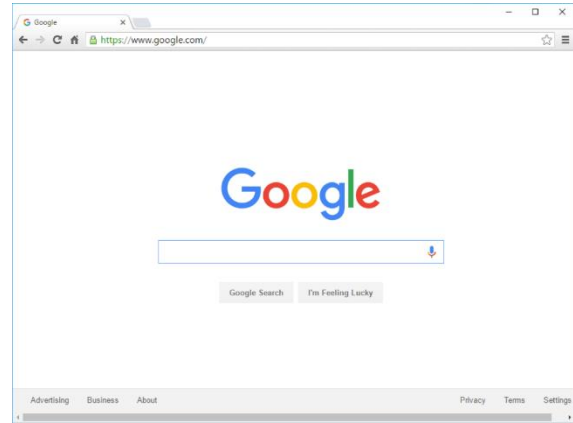 Google
https://www.google.com/
Google
Google Search I'm Feeling Lucky
Advertising Business About Privacy Terms Settings